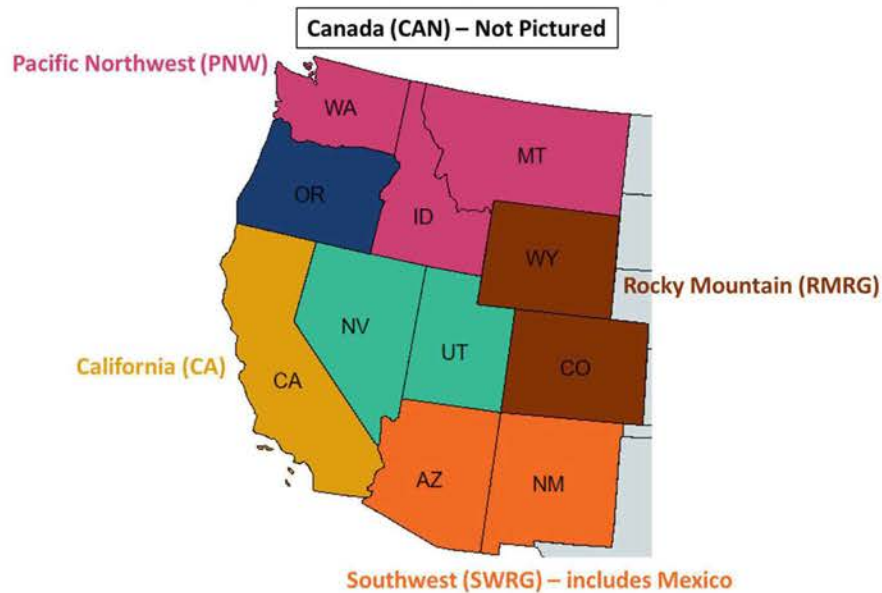 Canada (CAN) – Not Pictured
Pacific Northwest (PNW)
WA
MT
OR
ID
WY
Rocky Mountain (RMRG)
NV
UT
CO
California (CA)
CA
AZ
NM
Southwest (SWRG) – includes Mexico